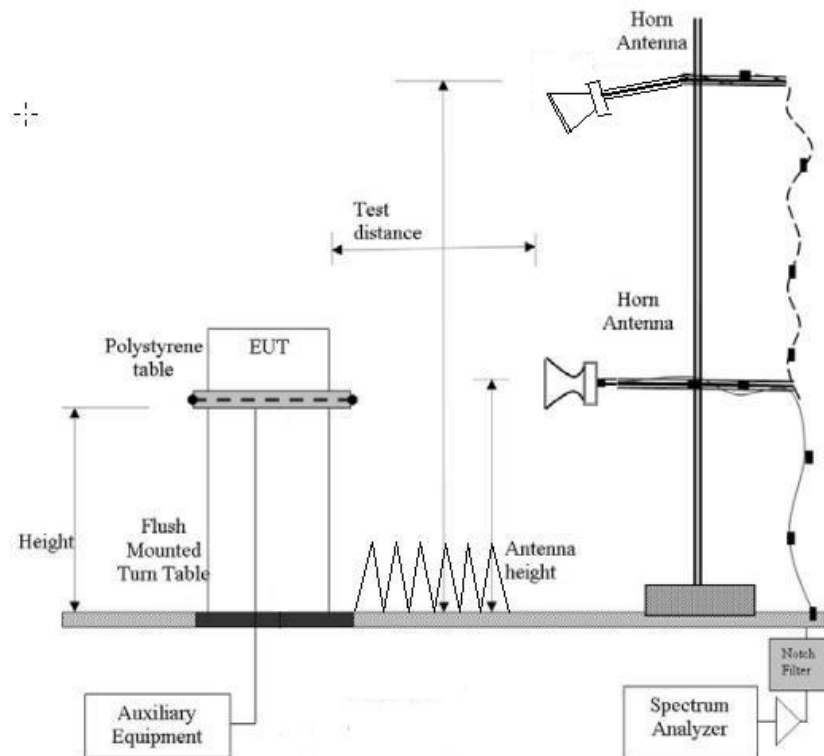 Horn
Antenna
Test
distance
Horn
Antenna
Polystyrene
table
EUT
Height
Flush
Mounted
Turn Table
Antenna
height
Notch
Filter
Auxiliary
Equipment
Spectrum
Analyzer